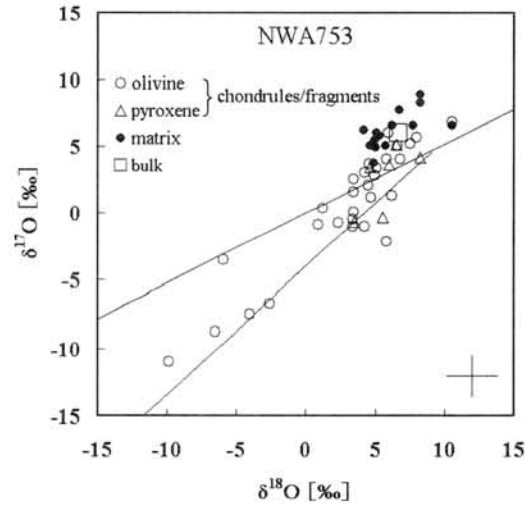 NWA753
olivine
pyroxene
chondrules/fragments
matrix
bulk
15
10
5
0
-5
-10
-15
δ¹⁷O [‰]
-15 -10 -5 0 5 10 15
δ¹⁸O [‰]